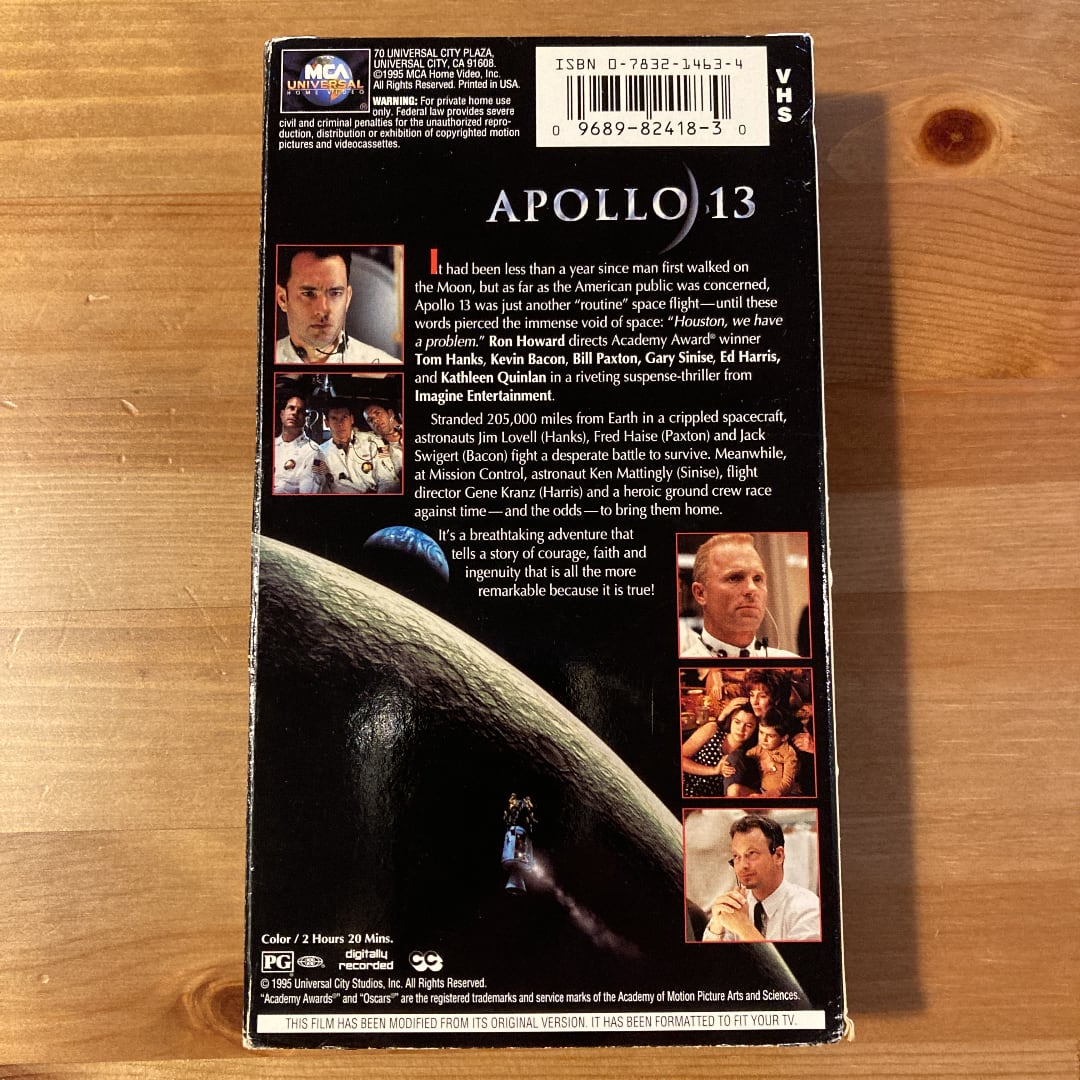 MCA
UNIVERSAL
HOME VIDEO
®
70 UNIVERSAL CITY PLAZA,
UNIVERSAL CITY, CA 91608.
©1995 MCA Home Video, Inc.
All Rights Reserved. Printed in USA.
WARNING: For private home use
only. Federal law provides severe
civil and criminal penalties for the unauthorized repro-
duction, distribution or exhibition of copyrighted motion
pictures and videocassettes.
ISBN 0-7832-1463-4
0 9689-82418-3 0
VHS
APOLLO 13
It had been less than a year since man first walked on
the Moon, but as far as the American public was concerned,
Apollo 13 was just another “routine” space flight—until these
words pierced the immense void of space: “Houston, we have
a problem.” Ron Howard directs Academy Award® winner
Tom Hanks, Kevin Bacon, Bill Paxton, Gary Sinise, Ed Harris,
and Kathleen Quinlan in a riveting suspense-thriller from
Imagine Entertainment.
Stranded 205,000 miles from Earth in a crippled spacecraft,
astronauts Jim Lovell (Hanks), Fred Haise (Paxton) and Jack
Swigert (Bacon) fight a desperate battle to survive. Meanwhile,
at Mission Control, astronaut Ken Mattingly (Sinise), flight
director Gene Kranz (Harris) and a heroic ground crew race
against time—and the odds—to bring them home.
It's a breathtaking adventure that
tells a story of courage, faith and
ingenuity that is all the more
remarkable because it is true!
Color / 2 Hours 20 Mins.
PG
digitally
recorded
CC
© 1995 Universal City Studios, Inc. All Rights Reserved.
“Academy Awards®” and “Oscars®” are the registered trademarks and service marks of the Academy of Motion Picture Arts and Sciences.
THIS FILM HAS BEEN MODIFIED FROM ITS ORIGINAL VERSION. IT HAS BEEN FORMATTED TO FIT YOUR TV.